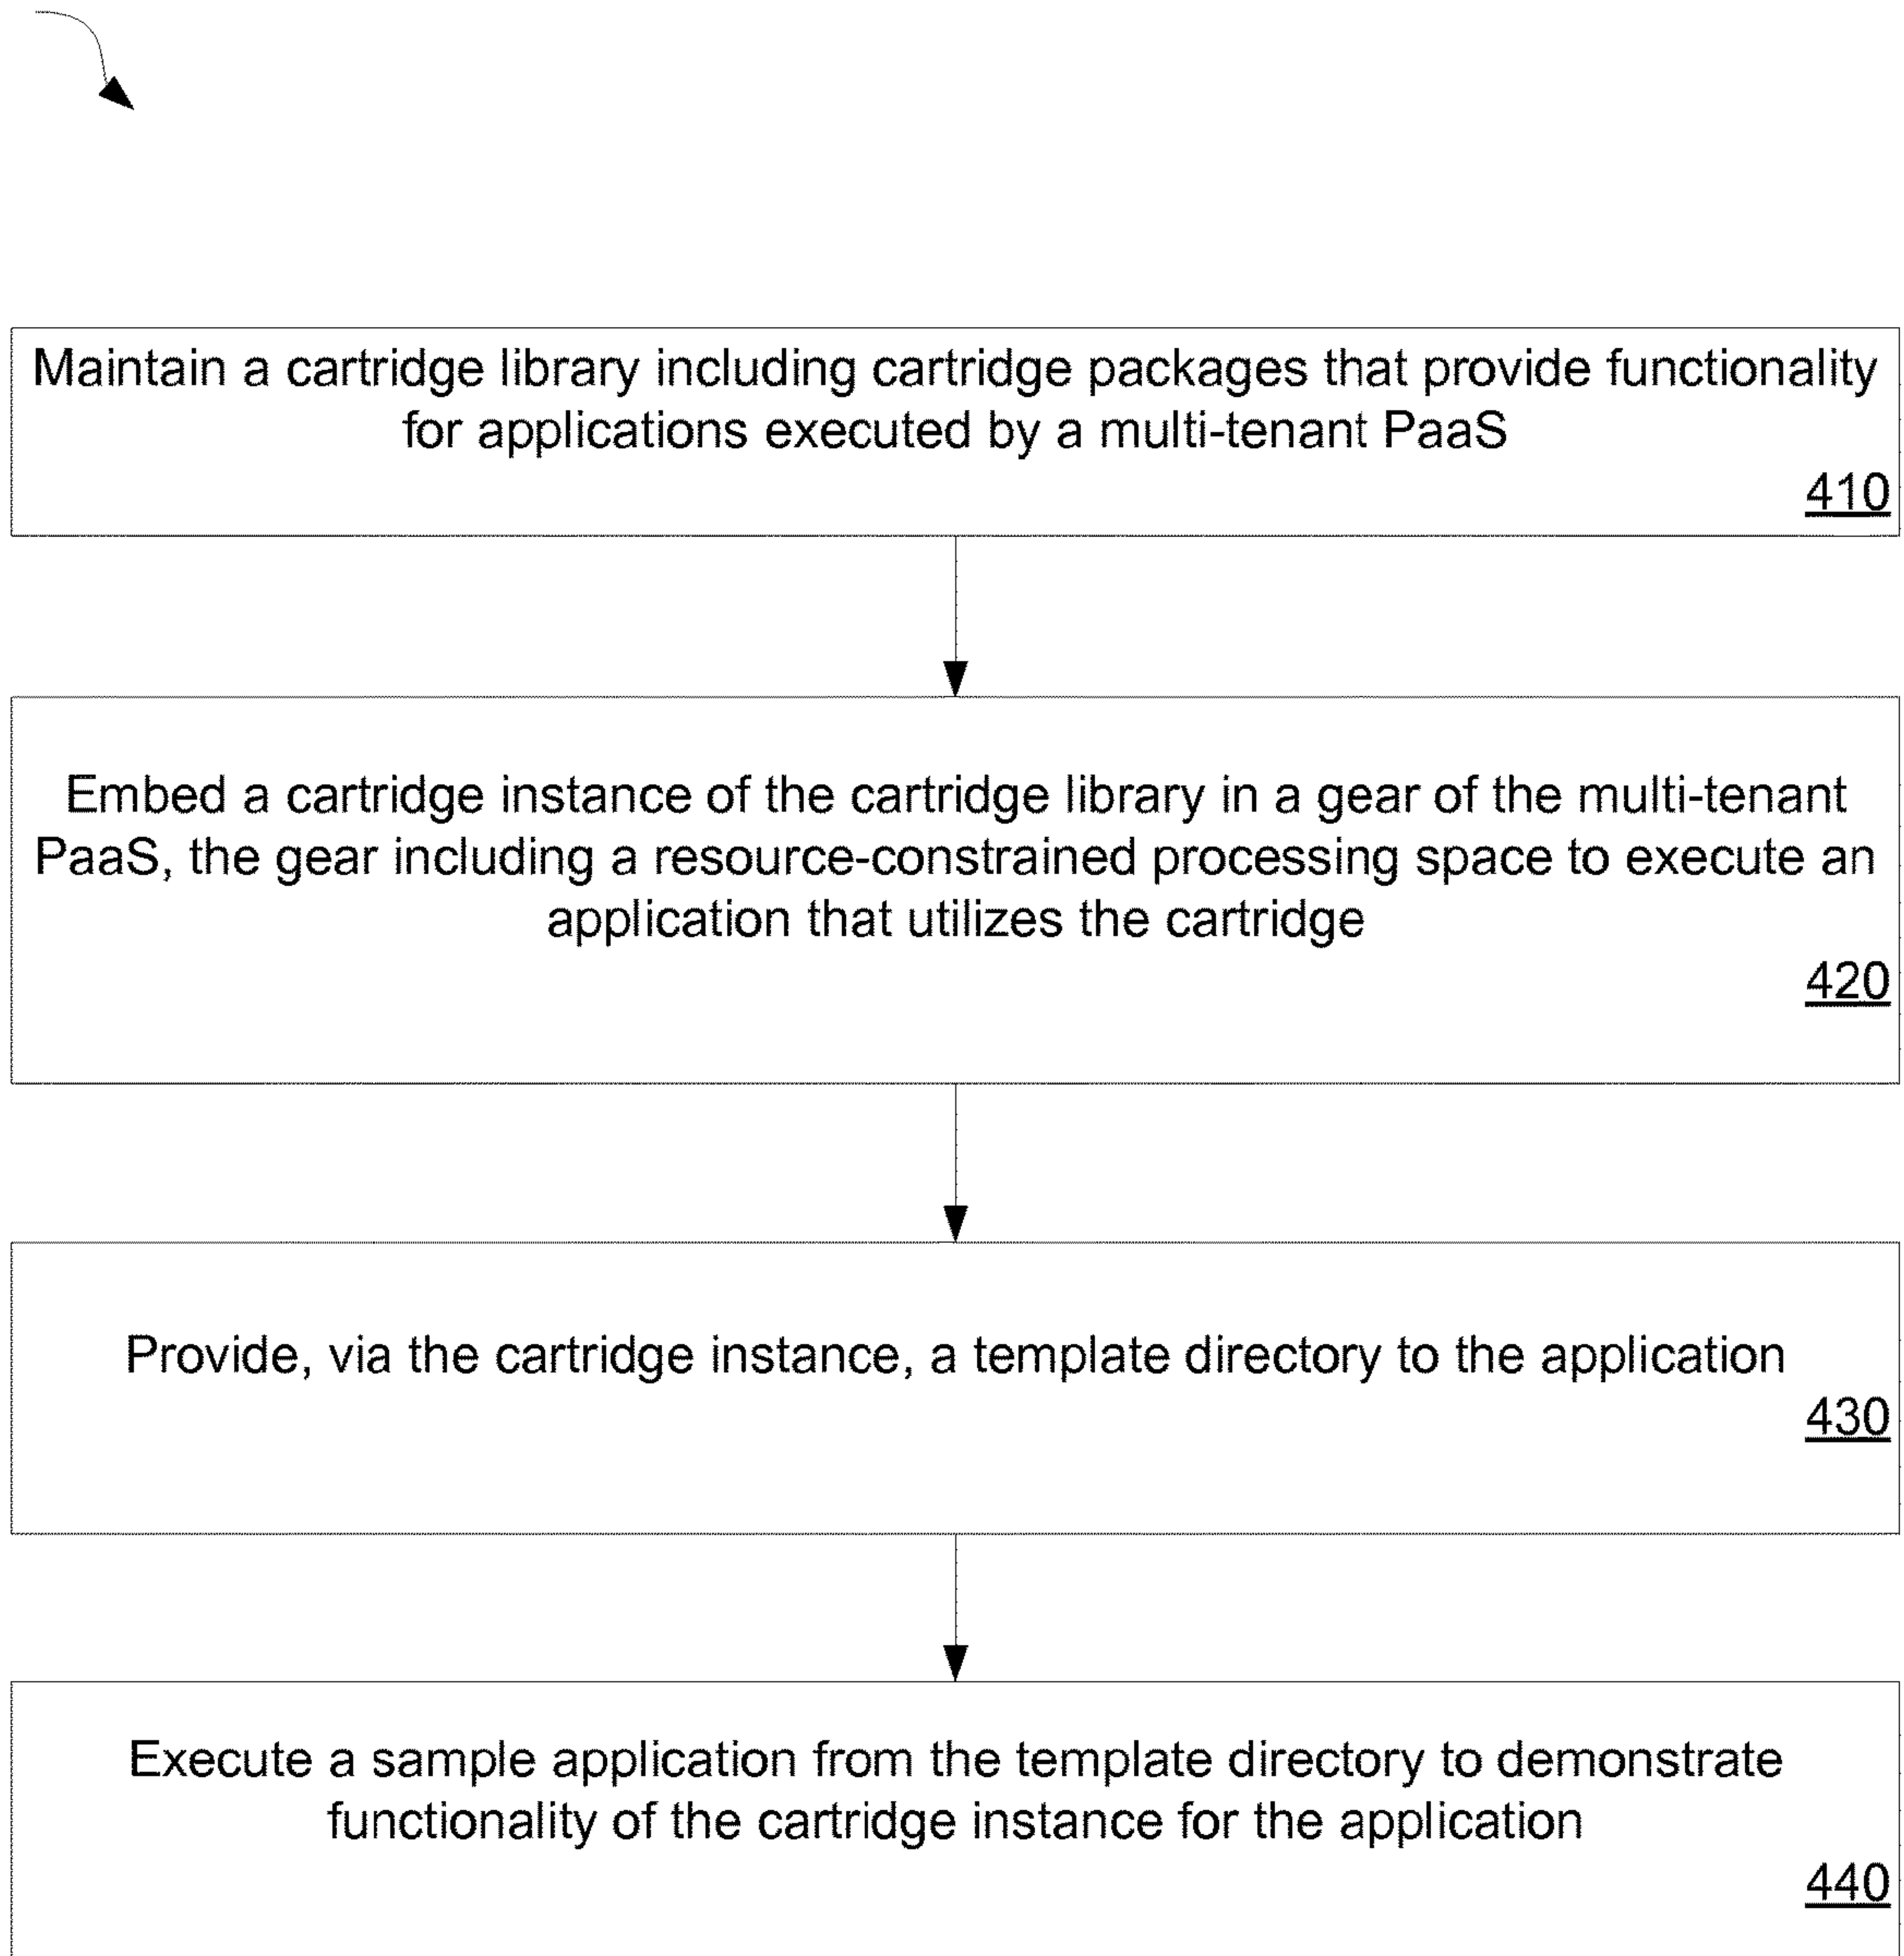 Maintain a cartridge library including cartridge packages that provide functionality
for applications executed by a multi-tenant PaaS
410
Embed a cartridge instance of the cartridge library in a gear of the multi-tenant
PaaS, the gear including a resource-constrained processing space to execute an
application that utilizes the cartridge
420
Provide, via the cartridge instance, a template directory to the application
430
Execute a sample application from the template directory to demonstrate
functionality of the cartridge instance for the application
440